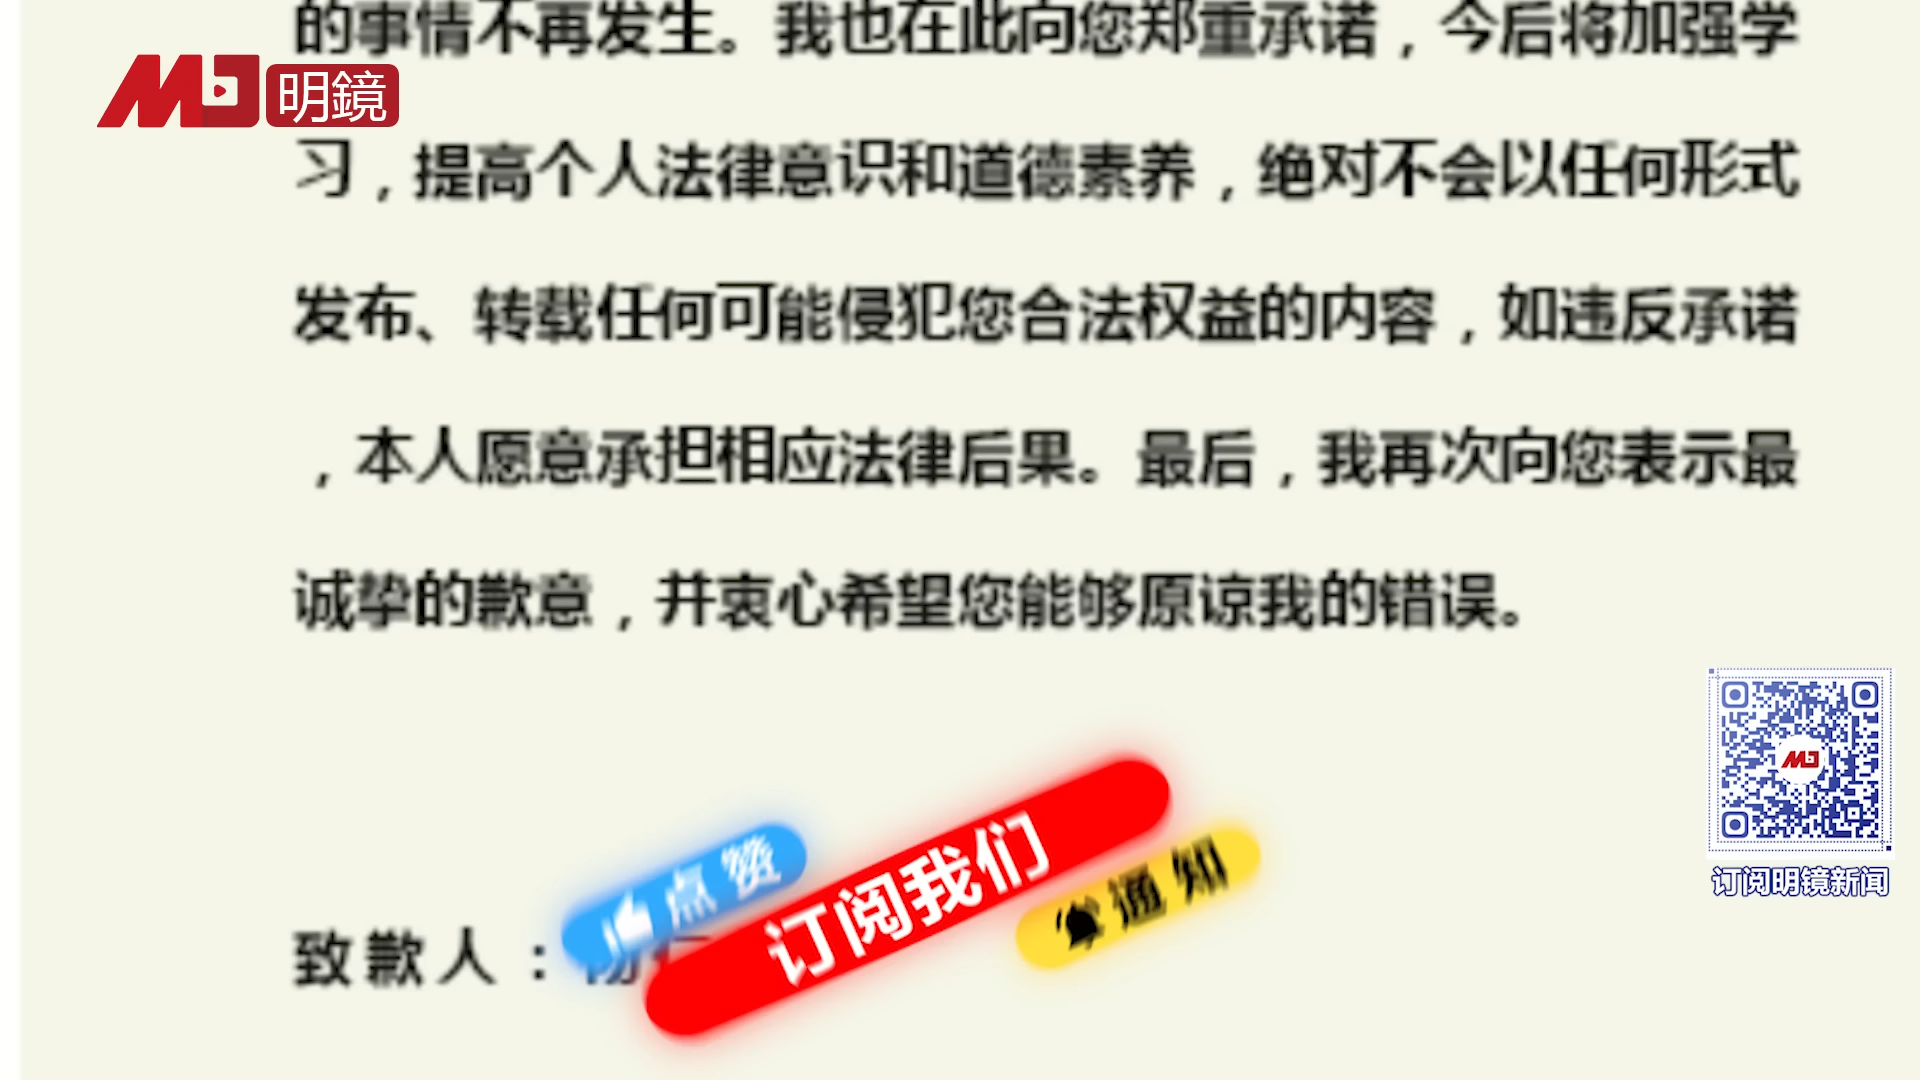 的事情不再发生。我也在此向您郑重承诺，今后将加强学
明鏡
习，提高个人法律意识和道德素养，绝对不会以任何形式
发布、转载任何可能侵犯您合法权益的内容，如违反承诺
，本人愿意承担相应法律后果。最后，我再次向您表示最
诚挚的歉意，并衷心希望您能够原谅我的错误。
点赞
订阅我们
通知
订阅明镜新闻
致歉人：